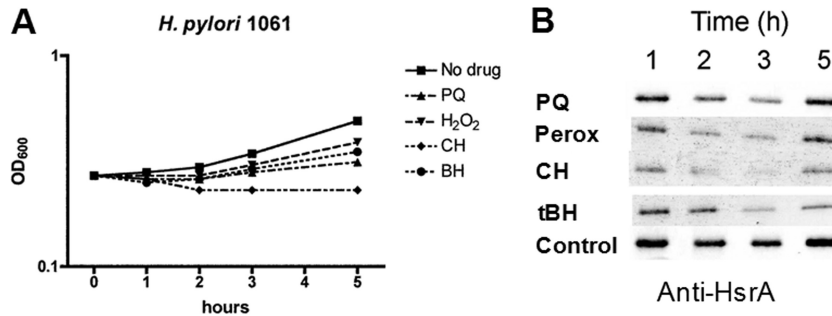 A
H. pylori 1061
1
OD600
0.1
0 1 2 3 4 5
hours
No drug
PQ
H2O2
CH
BH
B
Time (h)
1 2 3 5
PQ
Perox
CH
tBH
Control
Anti-HsrA